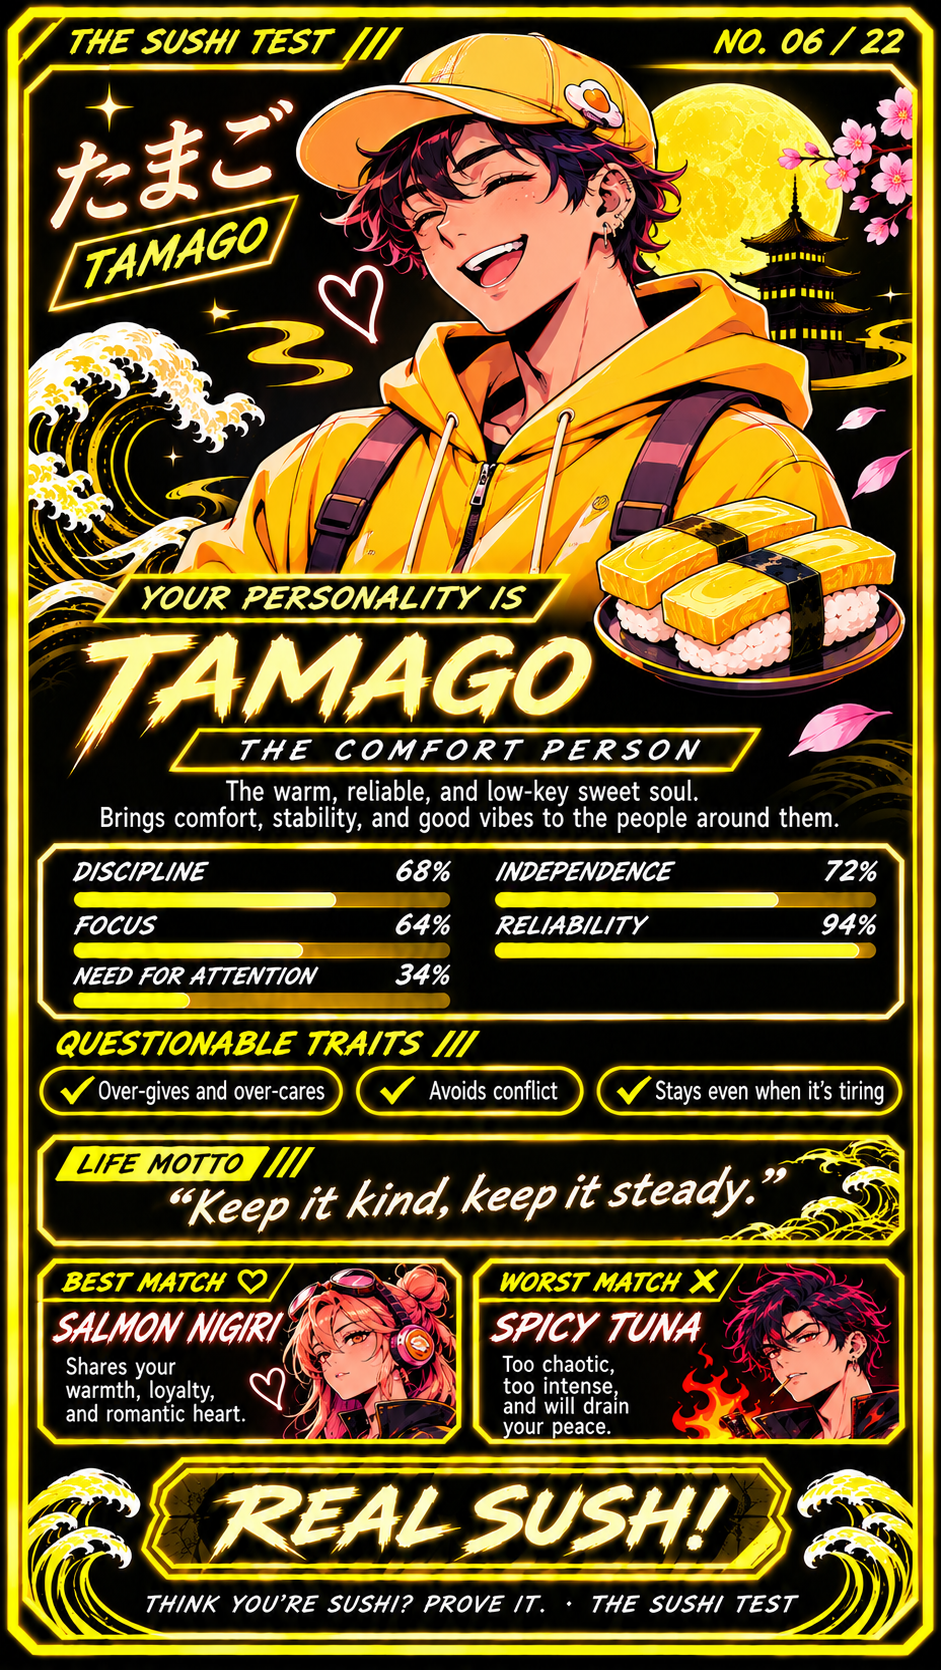 THE SUSHI TEST ///
NO. 06 / 22
たまご
TAMAGO
YOUR PERSONALITY IS
TAMAGO
THE COMFORT PERSON
The warm, reliable, and low-key sweet soul.
Brings comfort, stability, and good vibes to the people around them.
DISCIPLINE 68%
INDEPENDENCE 72%
FOCUS 64%
RELIABILITY 94%
NEED FOR ATTENTION 34%
QUESTIONABLE TRAITS ///
Over-gives and over-cares
Avoids conflict
Stays even when it’s tiring
LIFE MOTTO ///
“Keep it kind, keep it steady.”
BEST MATCH
SALMON NIGIRI
Shares your
warmth, loyalty,
and romantic heart.
WORST MATCH
SPICY TUNA
Too chaotic,
too intense,
and will drain
your peace.
REAL SUSH!
THINK YOU’RE SUSHI? PROVE IT. · THE SUSHI TEST